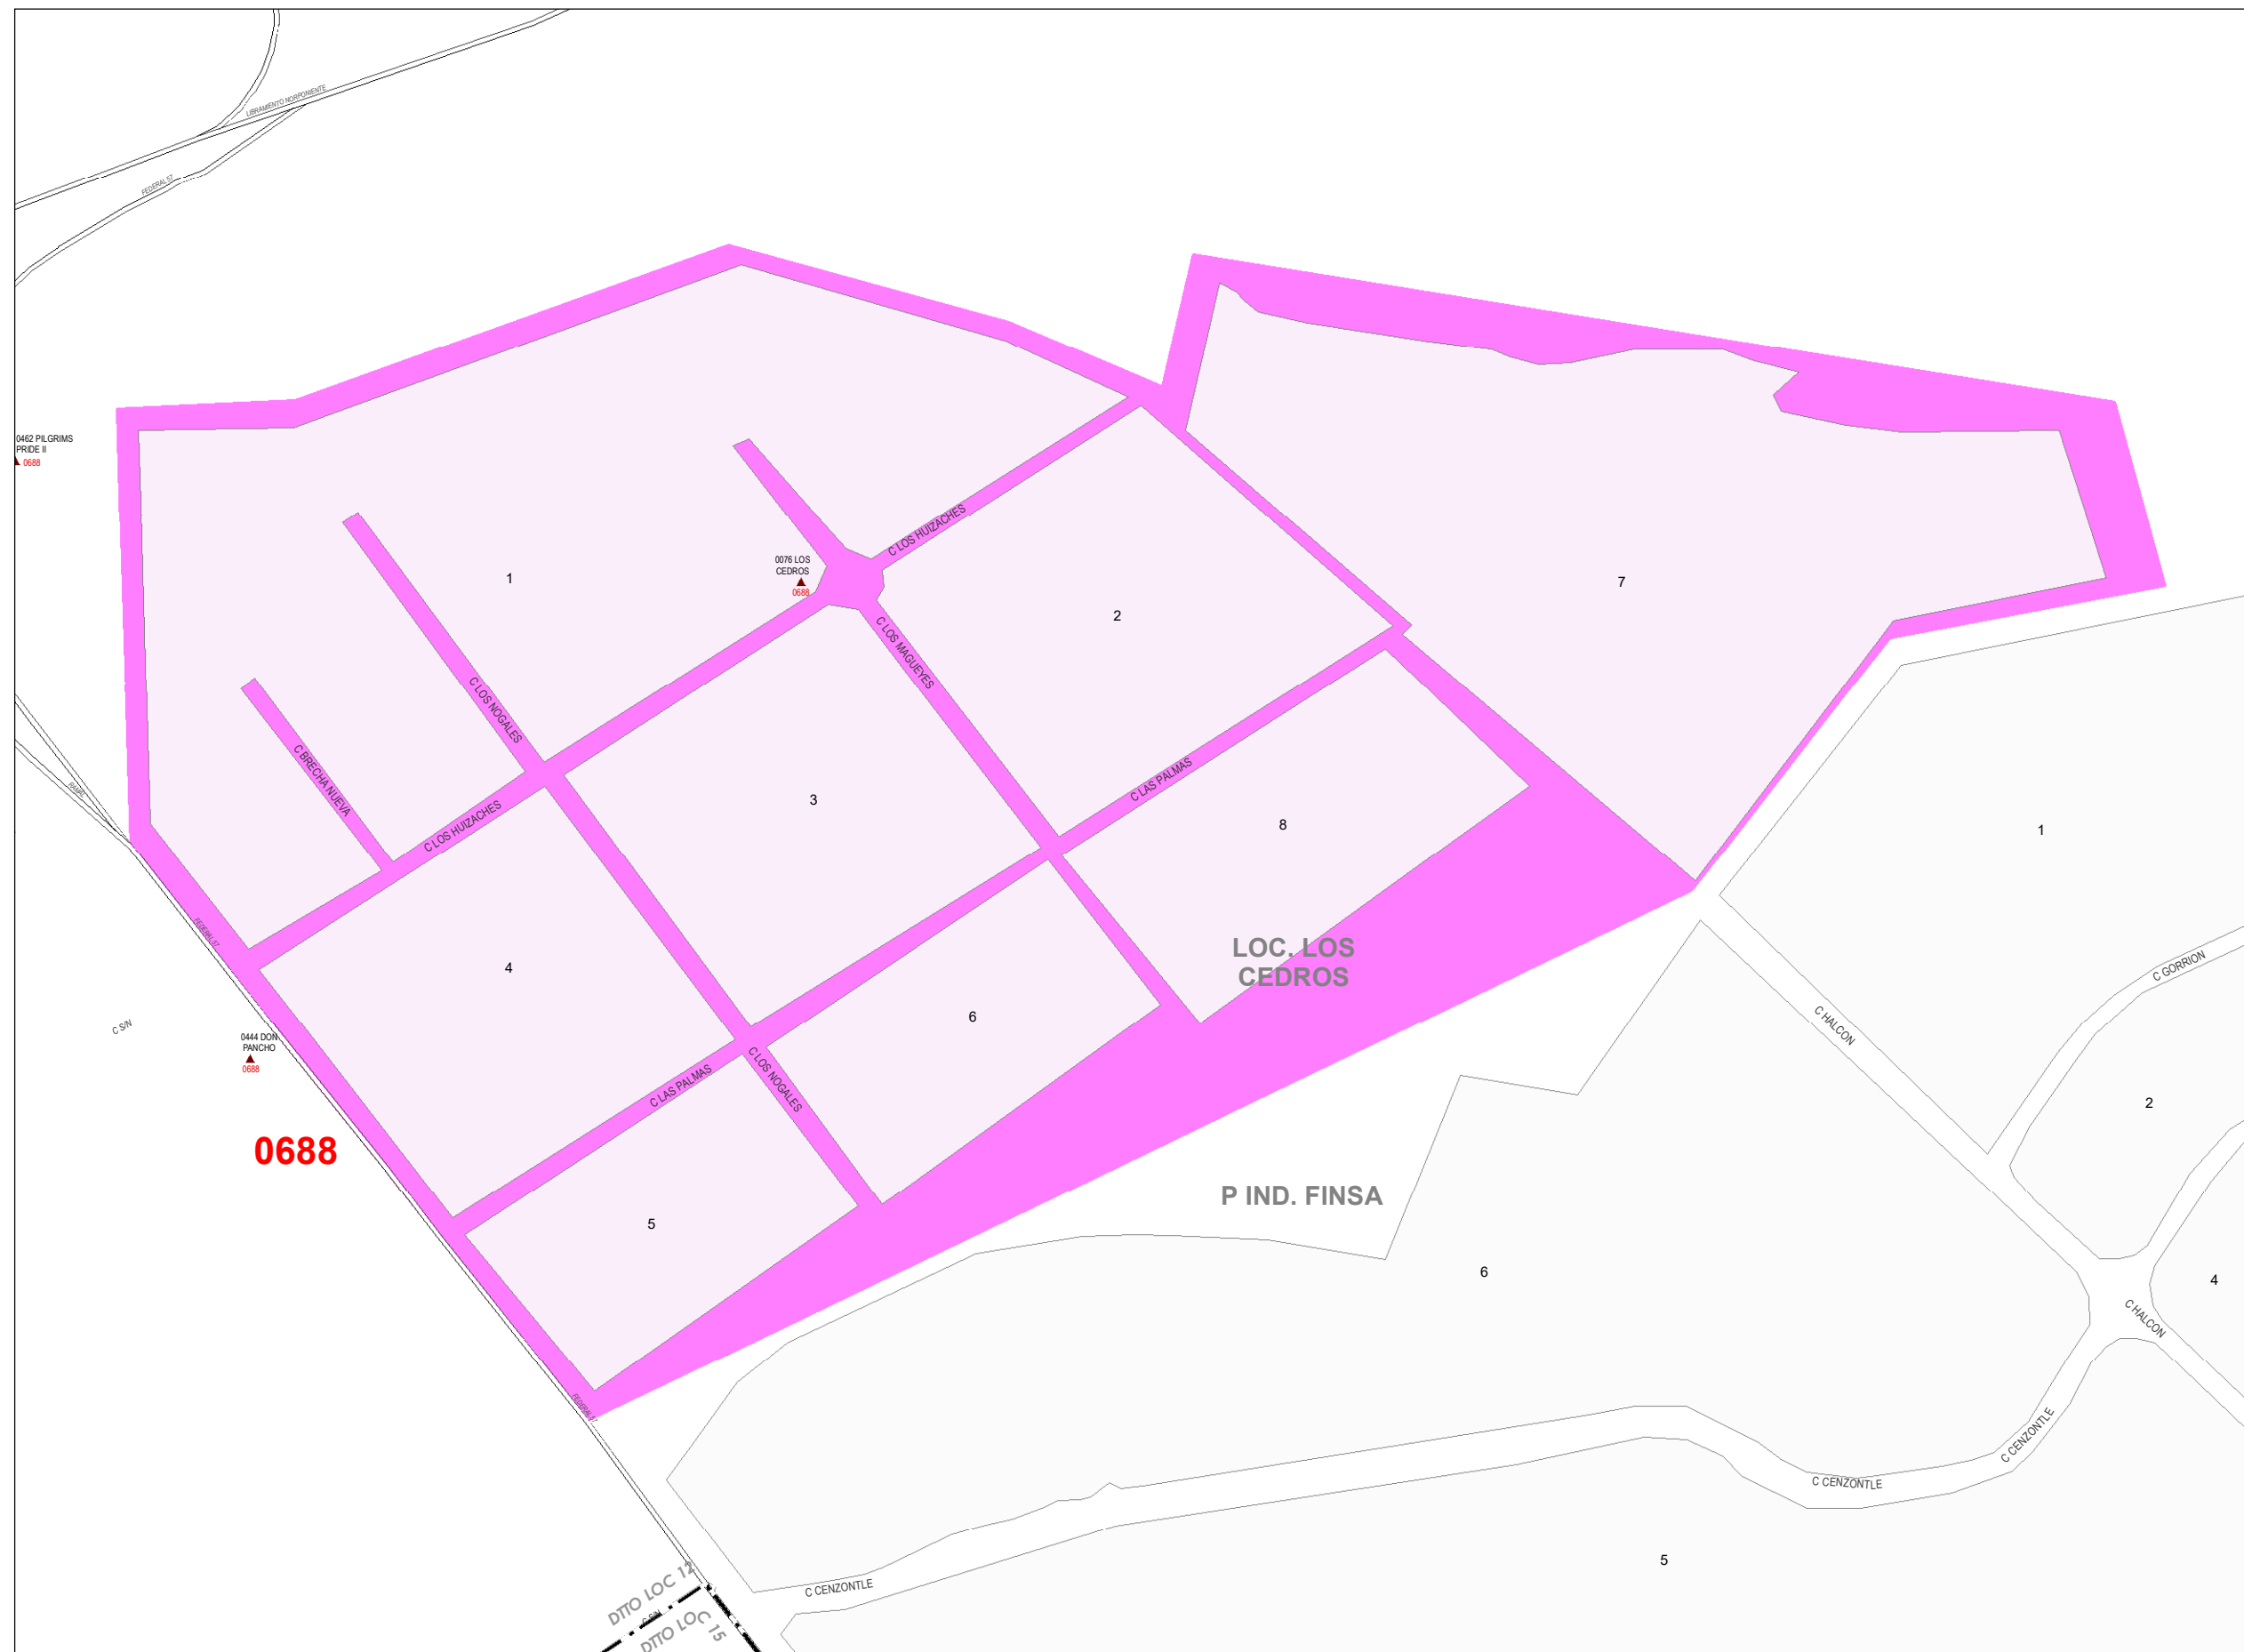 LIBRAMIENTO NORPONIENTE
FEDERAL 57
0462 PILGRIMS
PRIDE II
0688
C LOS HUIZACHES
0076 LOS
CEDROS
0688
1
7
2
C LOS MAGUEYES
C LOS NOGALES
C BRECHA NUEVA
RAMAL
C LAS PALMAS
3
8
C LOS HUIZACHES
1
FEDERAL 57
LOC. LOS
CEDROS
4
C GORRION
6
C HALCON
C S/N
0444 DON
PANCHO
0688
C LOS NOGALES
C LAS PALMAS
2
0688
P IND. FINSA
5
6
4
C HALCON
FEDERAL 57
C CENZONTLE
C CENZONTLE
5
C CENZONTLE
DTTO LOC 12
C S/N
DTTO LOC 15